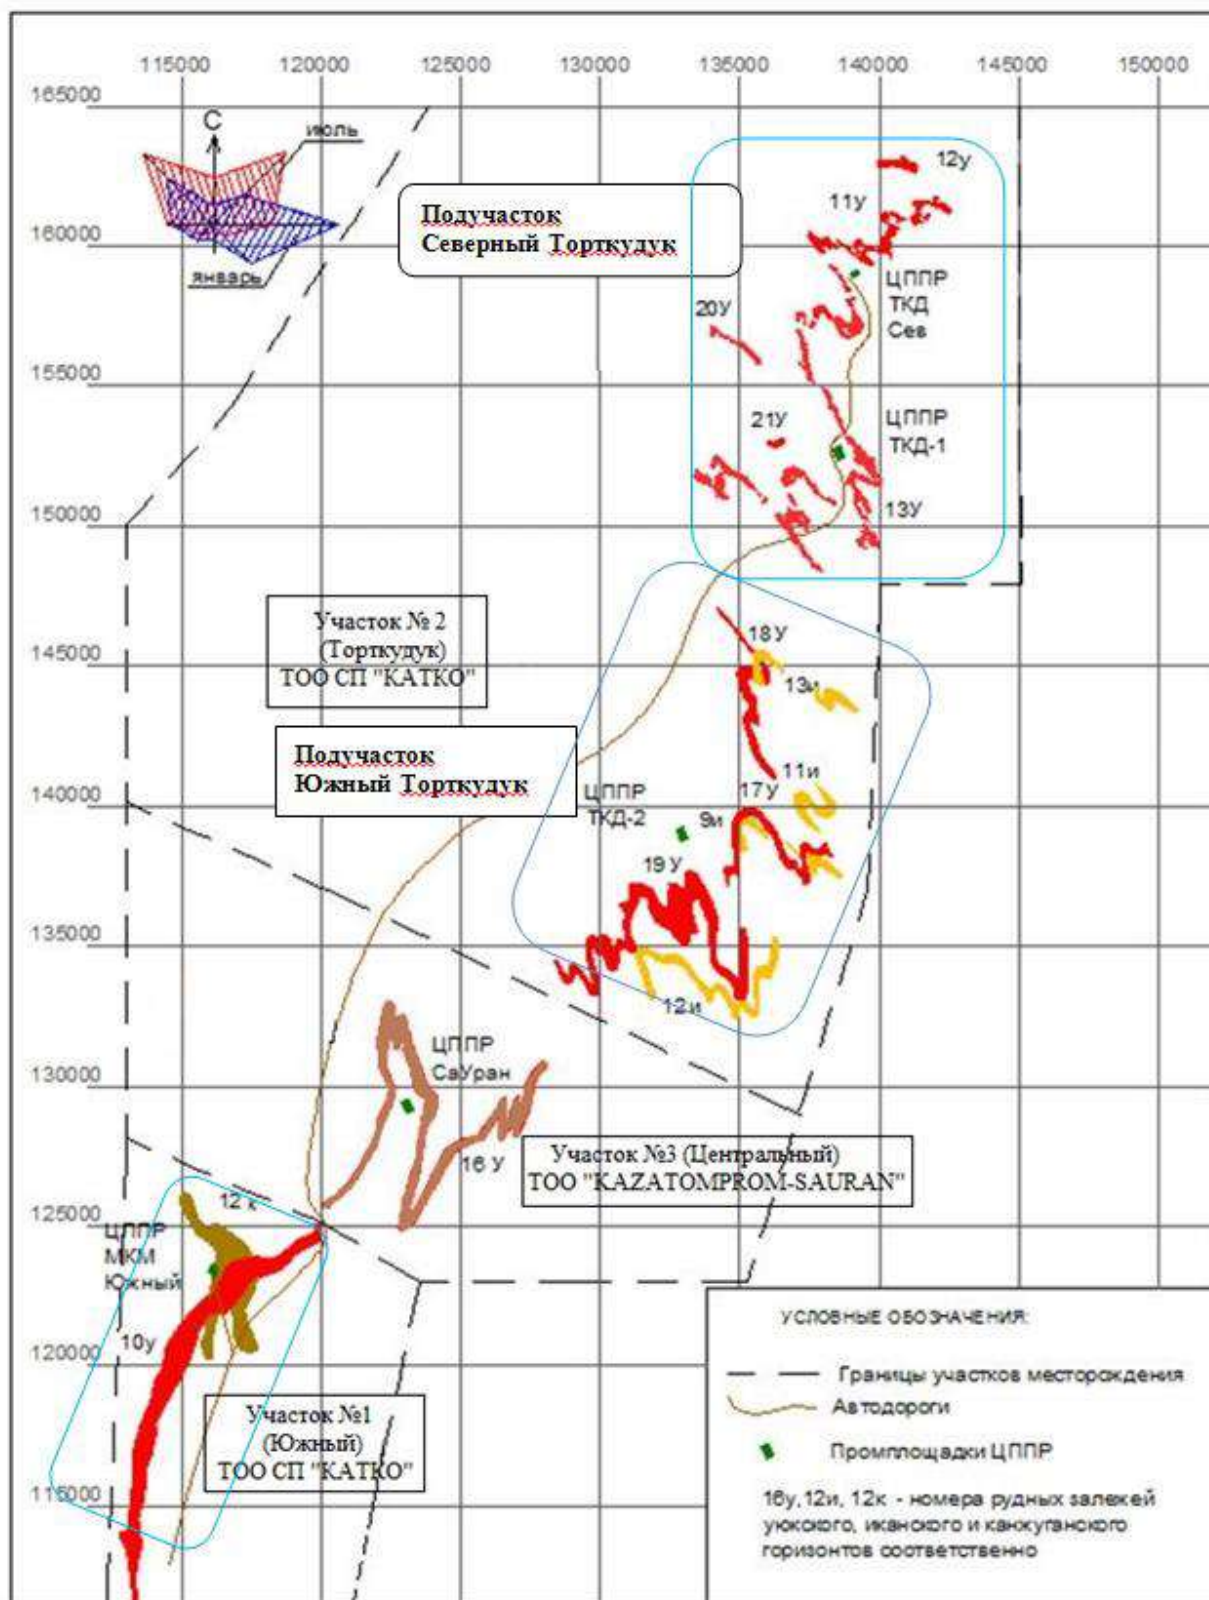 115000 120000 125000 130000 135000 140000 145000 150000
165000
С
июль
12у
11У
Подучасток
Северный Торткудук
160000
январь
ЦППР
ТКД
Сев
20У
155000
21У
ЦППР
ТКД-1
150000
13У
Участок № 2
(Торткудук)
ТОО СП "КАТКО"
18У
145000
13и
Подучасток
Южный Торткудук
11и
17У
140000
ЦППР
ТКД-2
9и
19 У
135000
12и
ЦППР
СаУран
130000
16 У
Участок №3 (Центральный)
ТОО "KAZATOMPROM-SAURAN"
12 к
125000
ЦППР
МКМ
Южный
10у
120000
Участок №1
(Южный)
ТОО СП "КАТКО"
115000
УСЛОВНЫЕ ОБОЗНАЧЕНИЯ:
Границы участков месторождения
Автодороги
Промплощадки ЦППР
16у, 12и, 12к - номера рудных залежей
уюкского, иканского и канжуганского
горизонтов соответственно